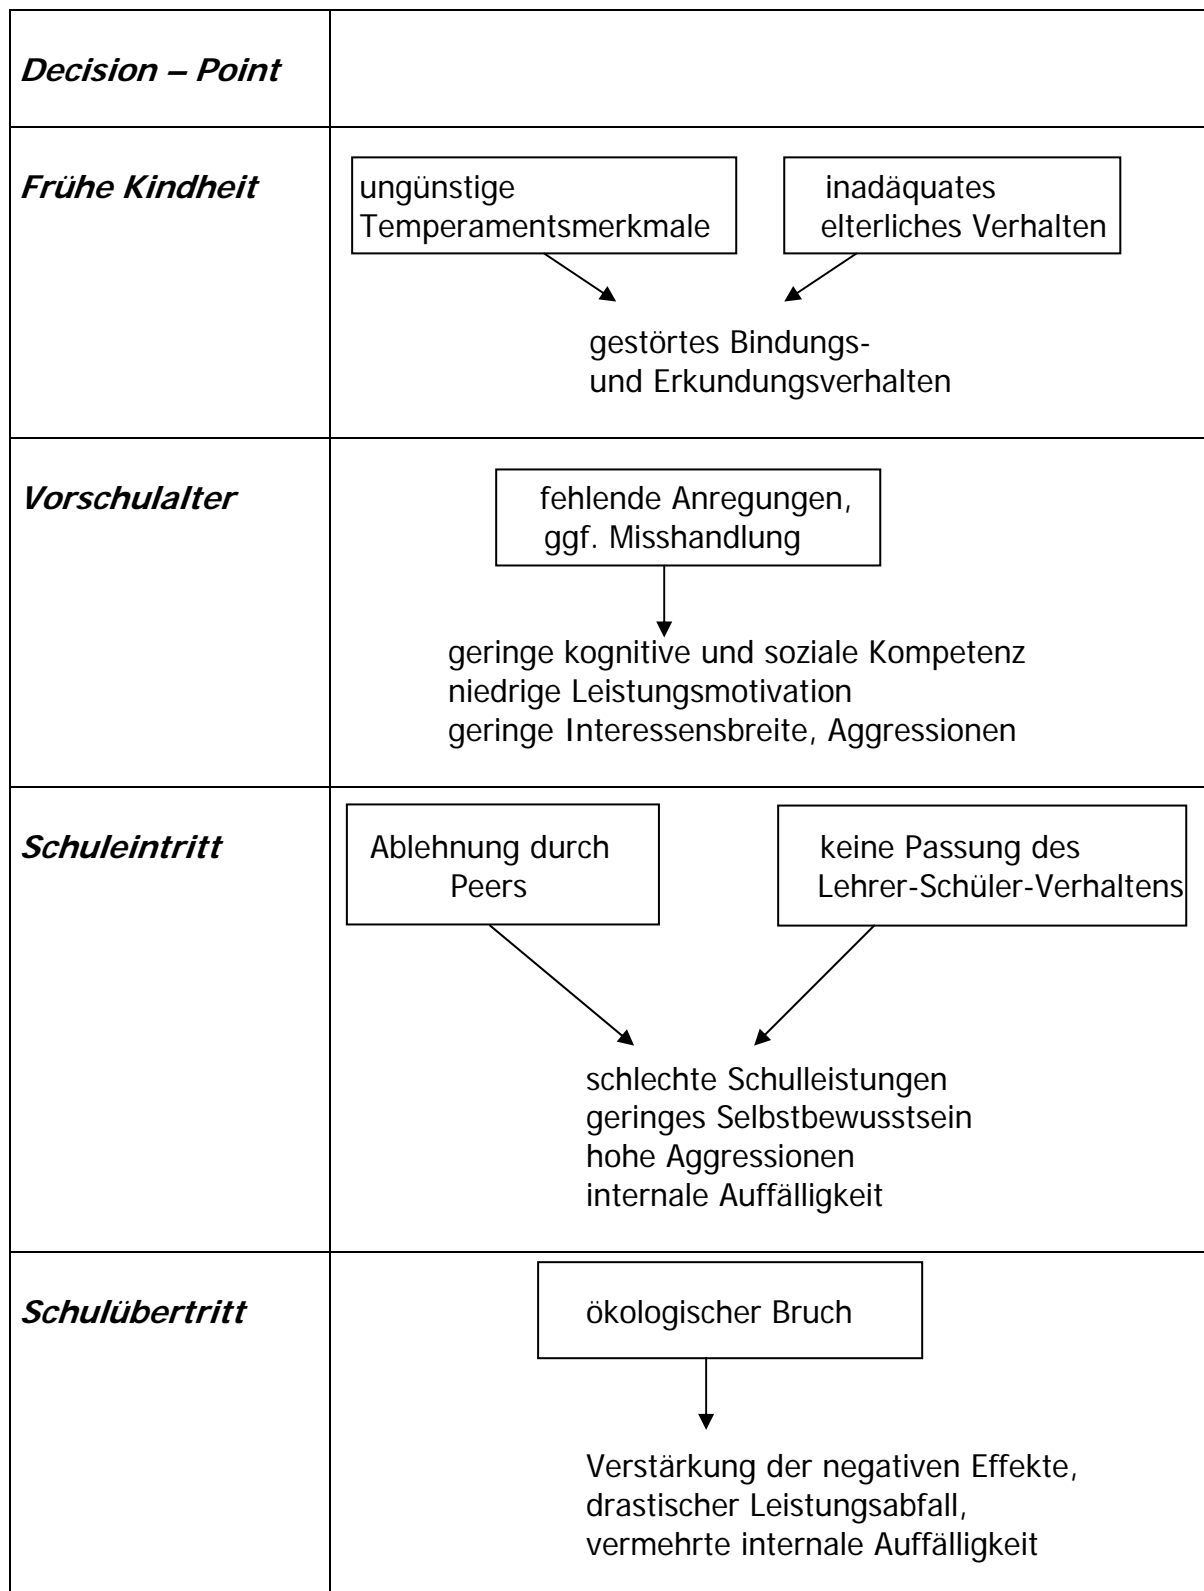 Decision – Point
Frühe Kindheit
ungünstige
Temperamentsmerkmale
inadäquates
elterliches Verhalten
gestörtes Bindungs-
und Erkundungsverhalten
Vorschulalter
fehlende Anregungen,
ggf. Misshandlung
geringe kognitive und soziale Kompetenz
niedrige Leistungsmotivation
geringe Interessensbreite, Aggressionen
Schuleintritt
Ablehnung durch
Peers
keine Passung des
Lehrer-Schüler-Verhaltens
schlechte Schulleistungen
geringes Selbstbewusstsein
hohe Aggressionen
internale Auffälligkeit
Schulübertritt
ökologischer Bruch
Verstärkung der negativen Effekte,
drastischer Leistungsabfall,
vermehrte internale Auffälligkeit